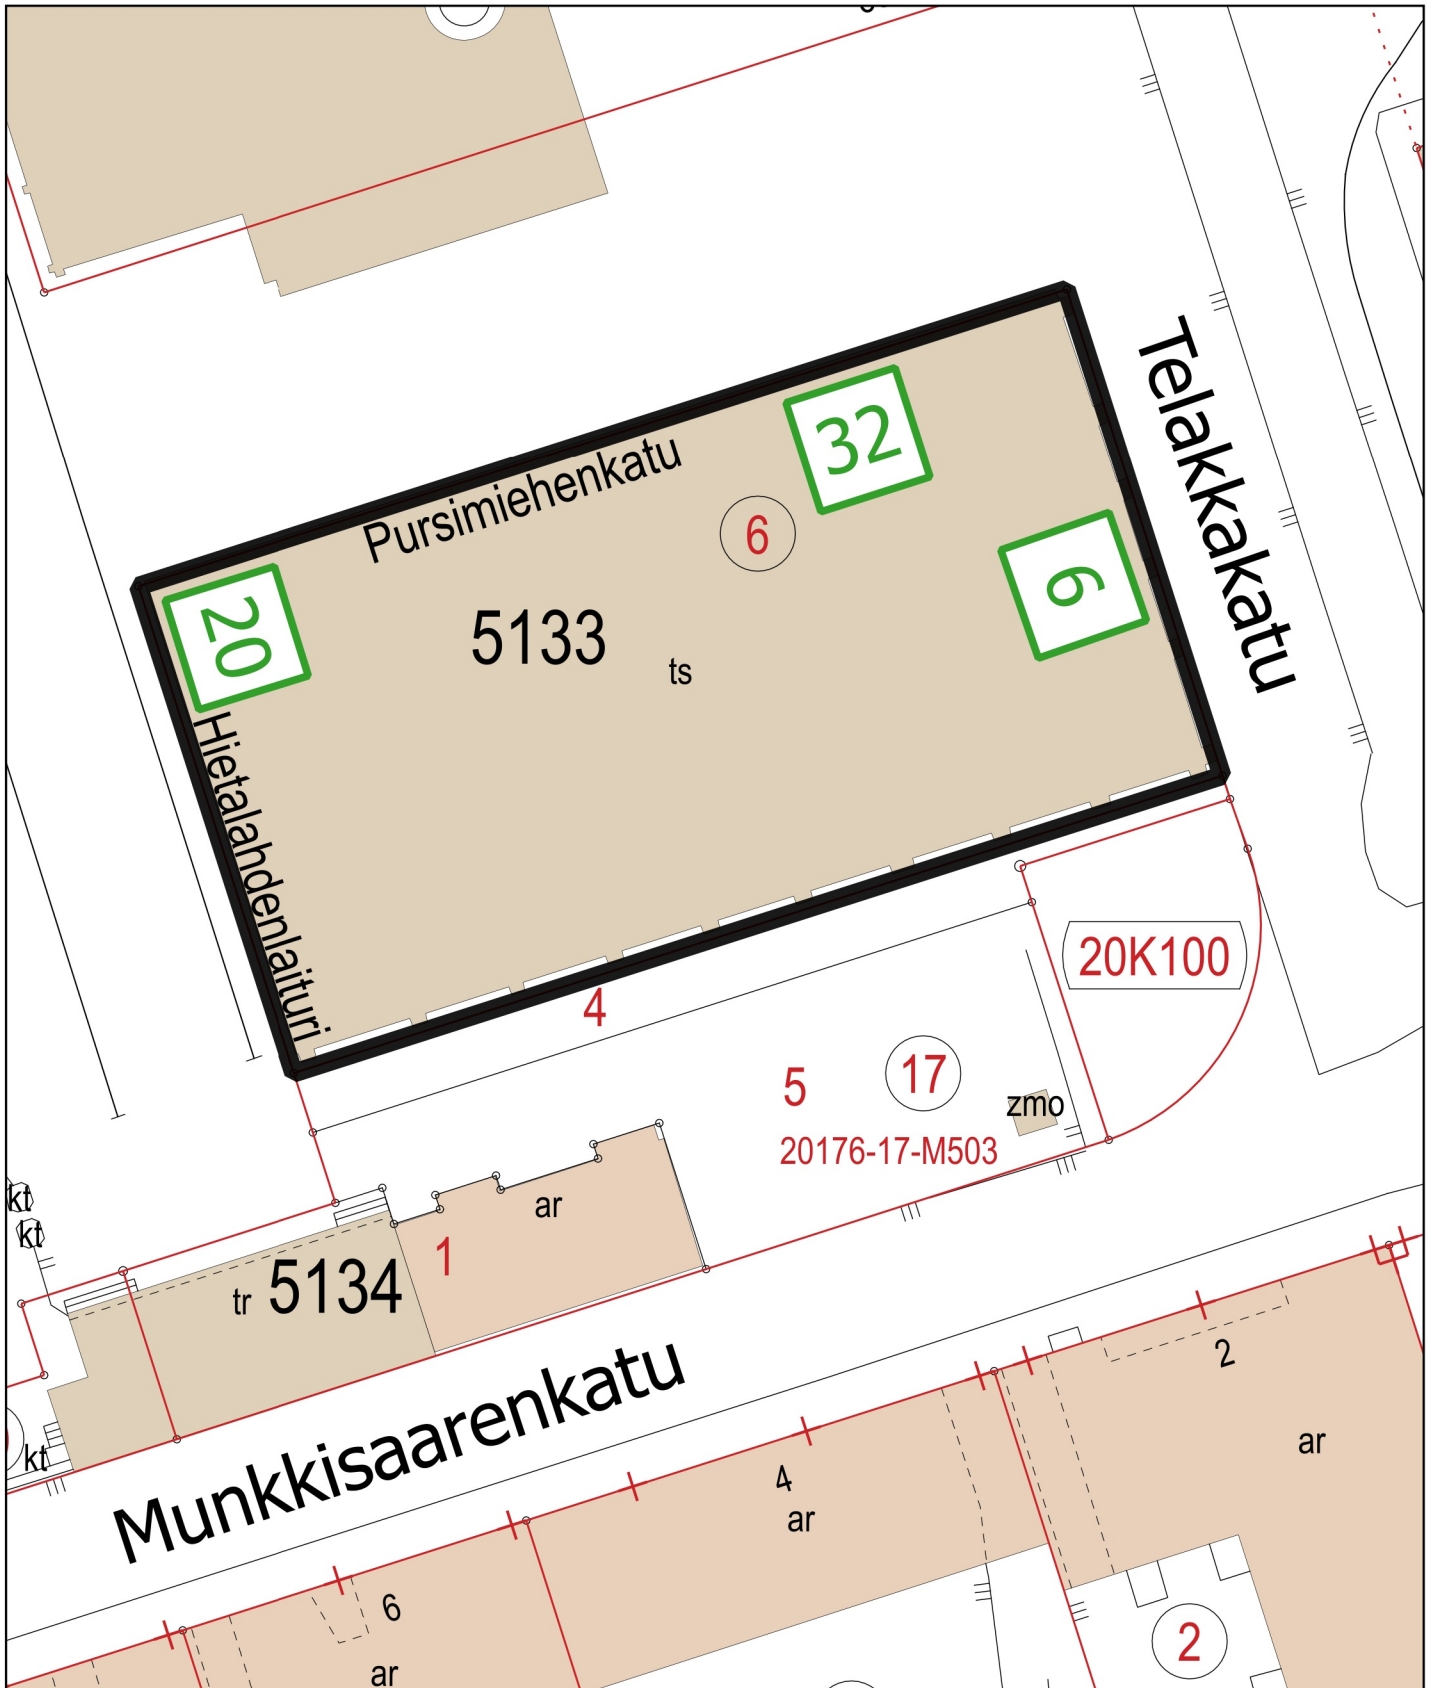 Telakkakatu
32
Pursimiehenkatu
6
6
20
5133
ts
Hietalahdenlaituri
20K100
4
17
5
zmo
20176-17-M503
kt
ar
kt
1
tr 5134
Munkkisaarenkatu
2
kt
ar
4
ar
6
2
ar